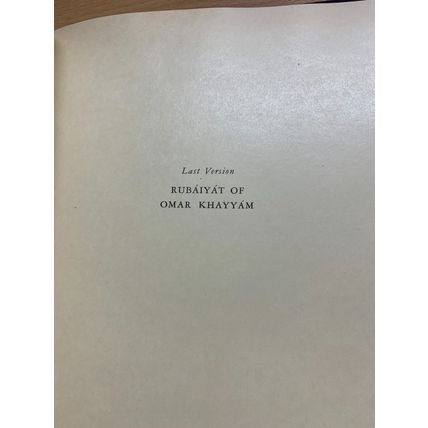 Last Version
RUBÁIYÁT OF
OMAR KHAYYÁM